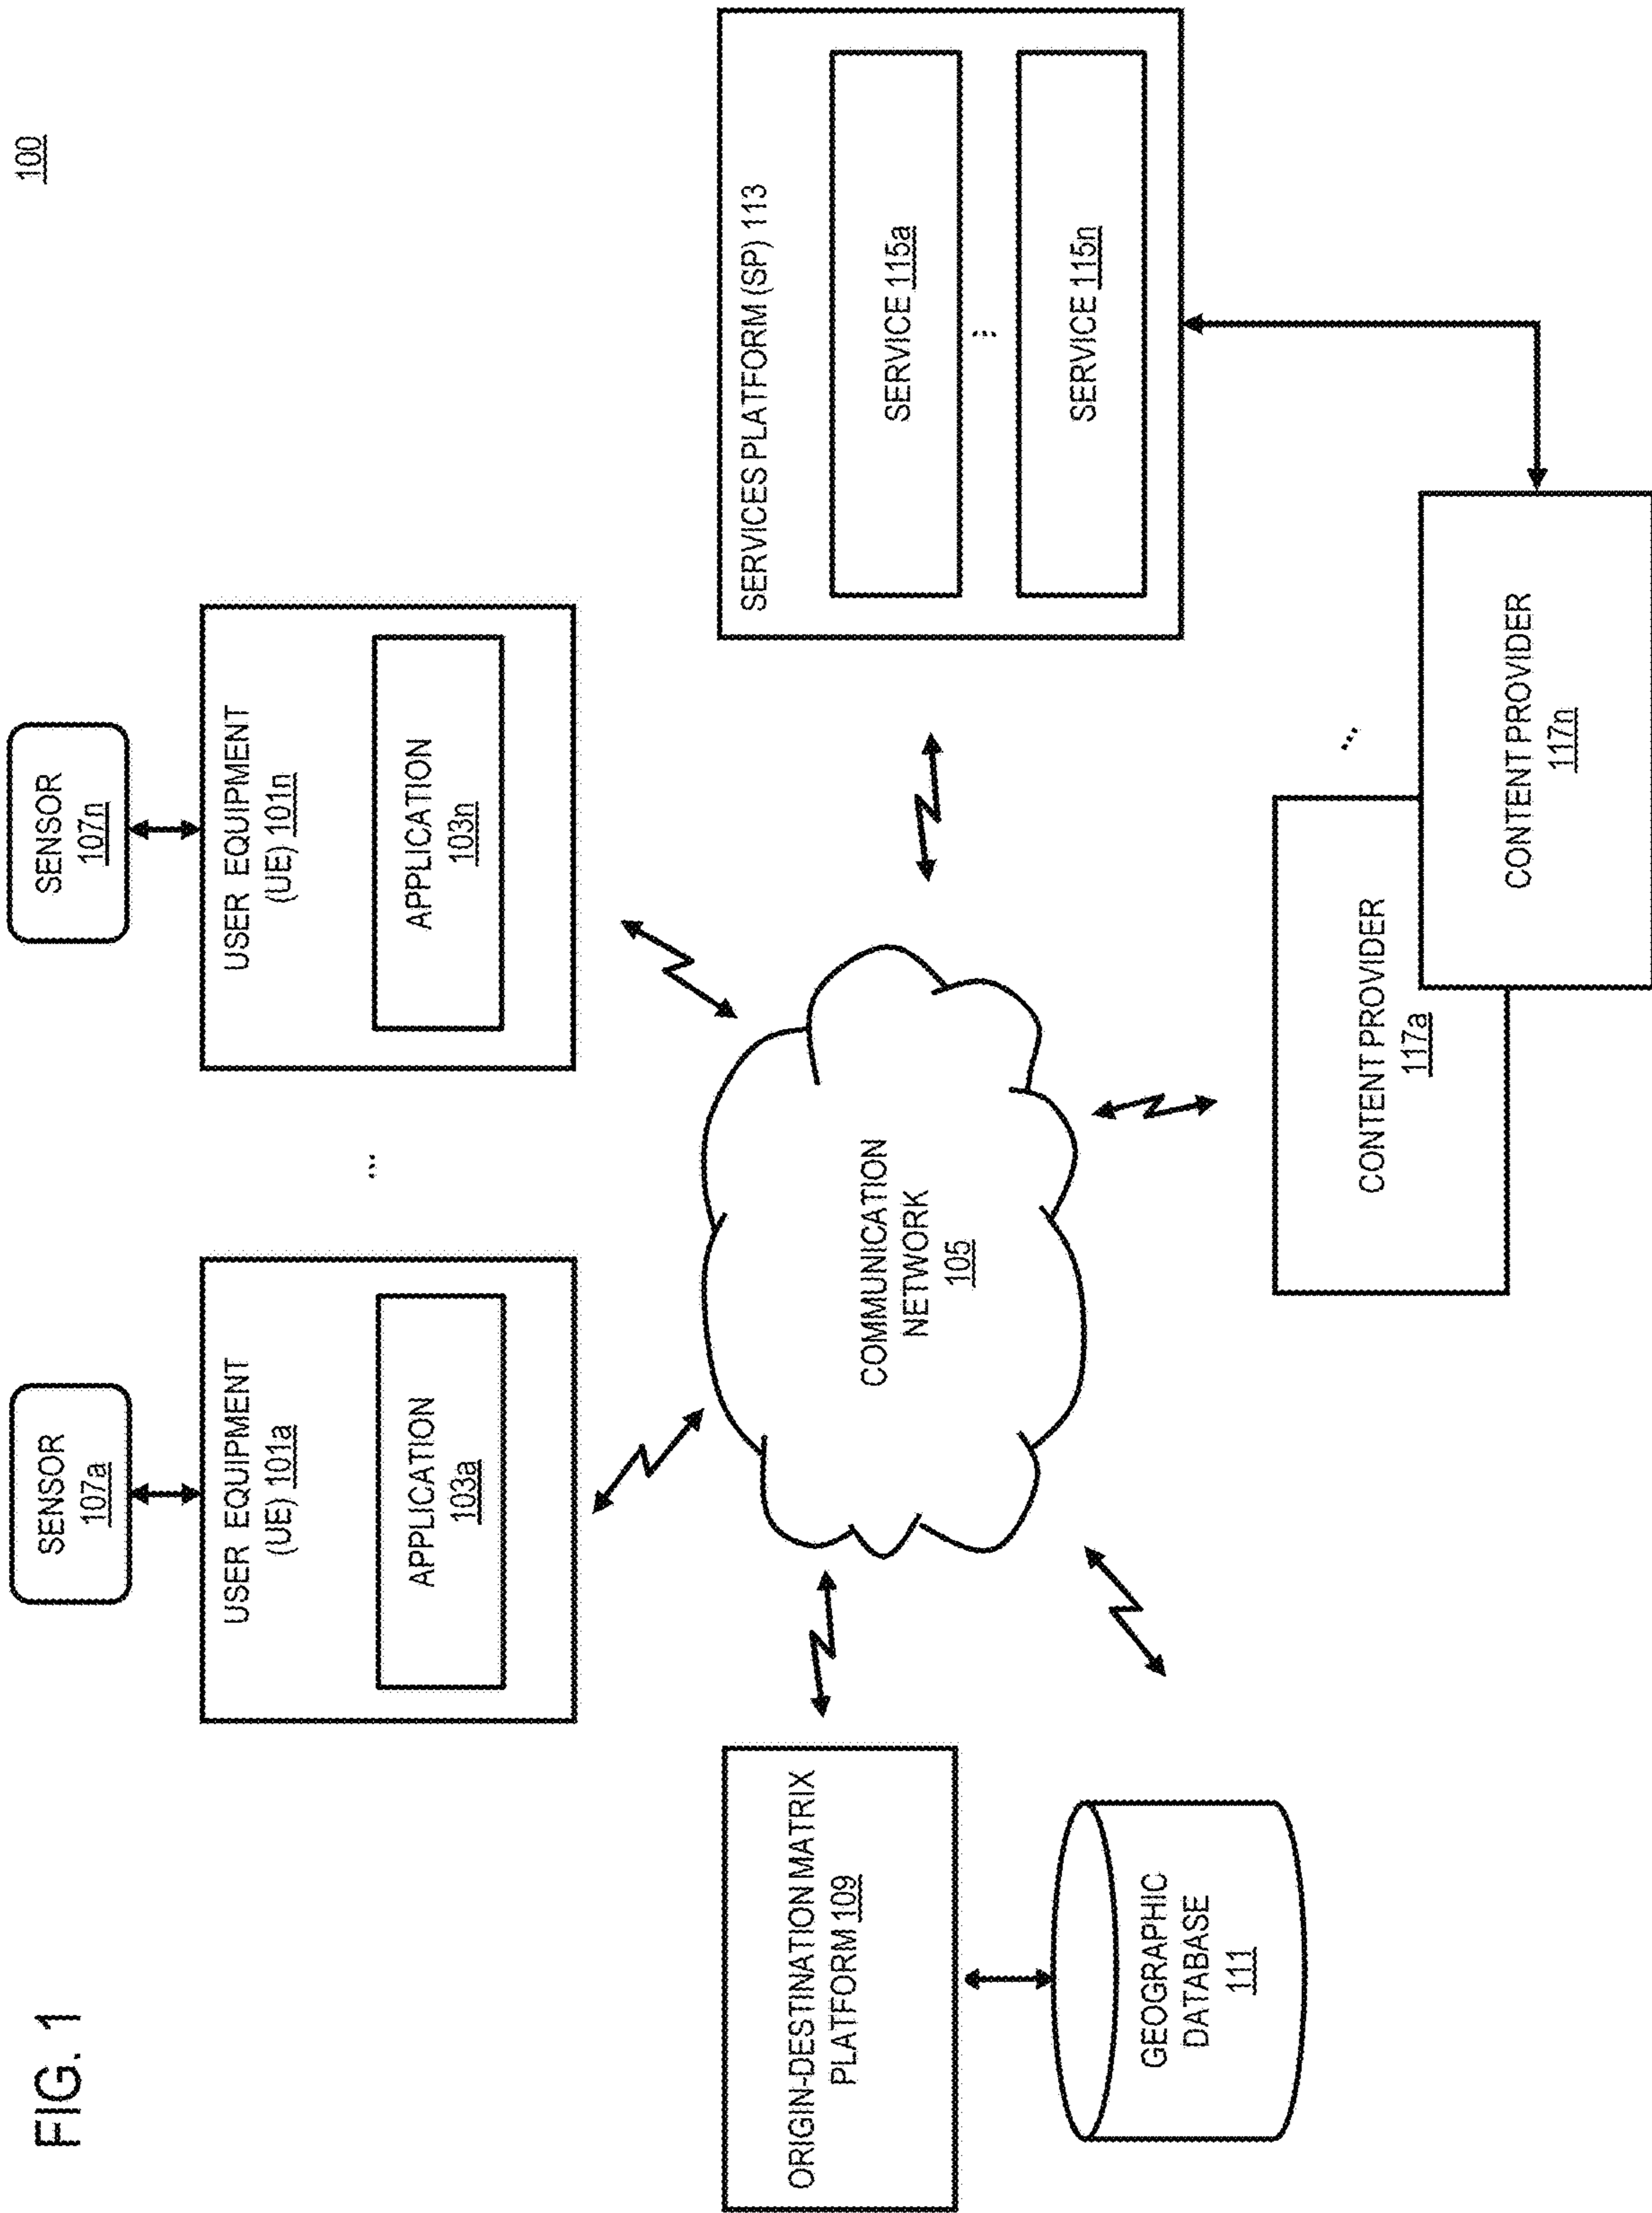 FIG. 1
100
SENSOR
107a
SENSOR
107n
USER EQUIPMENT
(UE) 101a
APPLICATION
103a
...
USER EQUIPMENT
(UE) 101n
APPLICATION
103n
ORIGIN-DESTINATION MATRIX
PLATFORM 109
GEOGRAPHIC
DATABASE
111
COMMUNICATION
NETWORK
105
SERVICES PLATFORM (SP) 113
SERVICE 115a
...
SERVICE 115n
CONTENT PROVIDER
117a
...
CONTENT PROVIDER
117n